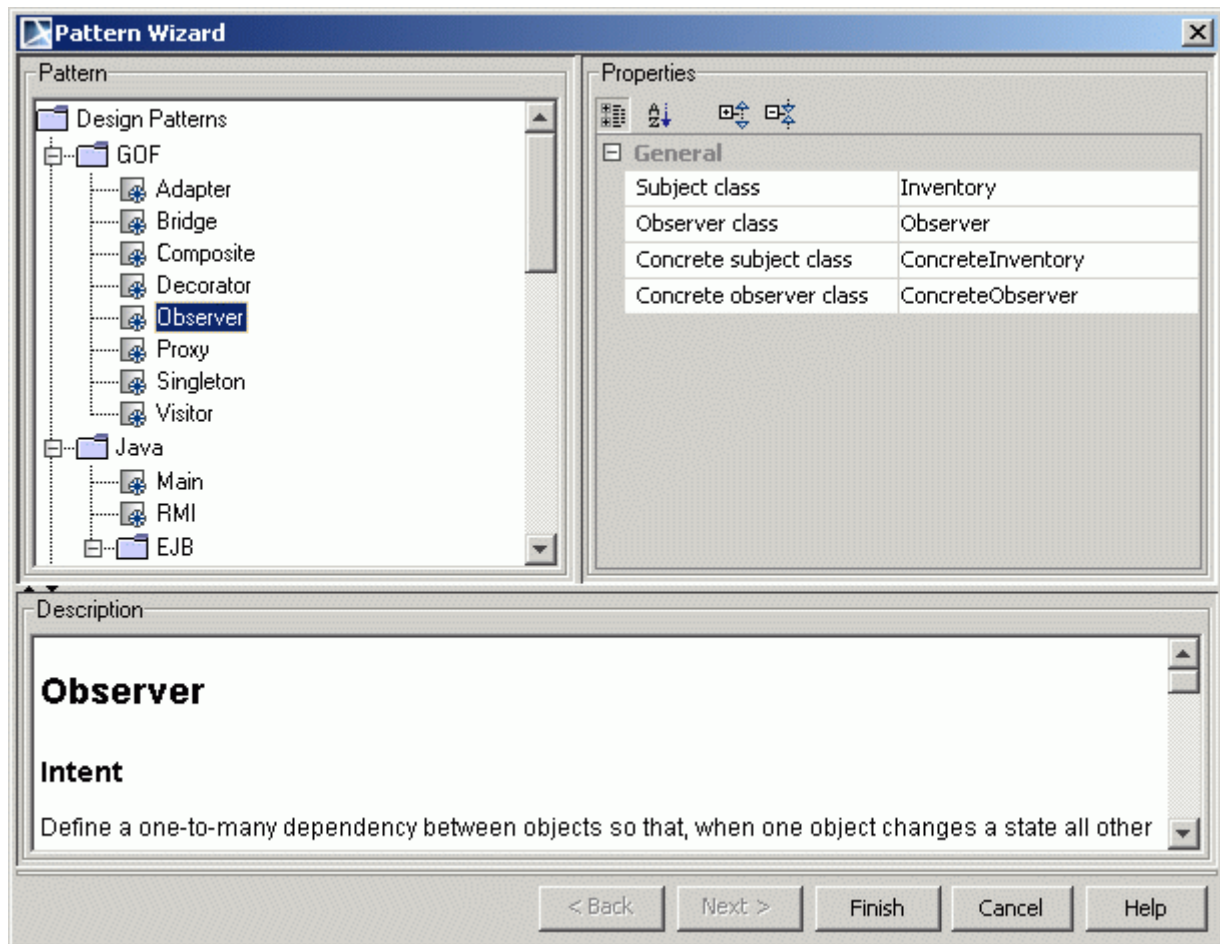 Pattern Wizard
Pattern
Design Patterns
GOF
Adapter
Bridge
Composite
Decorator
Observer
Proxy
Singleton
Visitor
Java
Main
RMI
EJB
Properties
General
Subject class Inventory
Observer class Observer
Concrete subject class ConcreteInventory
Concrete observer class ConcreteObserver
Description
Observer
Intent
Define a one-to-many dependency between objects so that, when one object changes a state all other
< Back Next > Finish Cancel Help